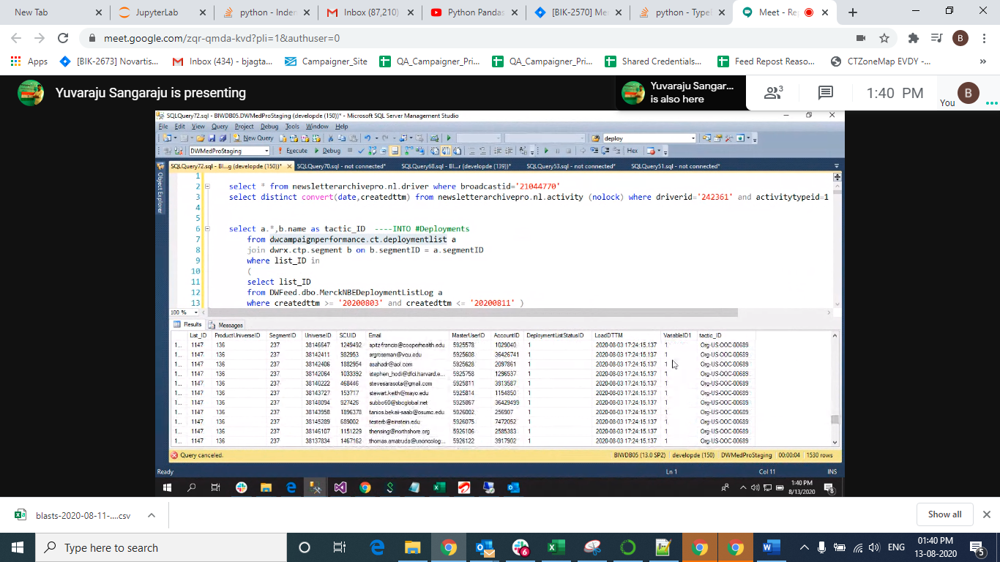 New Tab
JupyterLab
python - Inden
Inbox (87,210)
Python Pandas
[BIK-2570] Me
python - Type
Meet - Re
meet.google.com/zqr-qmda-kvd?pli=1&authuser=0
B
Apps
[BIK-2673] Novartis...
Inbox (434) - bjagta...
Campaigner_Site
QA_Campaigner_Pri...
QA_Campaigner_Pri...
Shared Credentials...
Feed Repost Reaso...
CTZoneMap EVDY -...
»
Yuvaraju Sangaraju is presenting
Yuvaraju Sangar...
is also here
3
1:40 PM
You
B
SQLQuery72.sql - BIWDB05.DWMedProStaging (developde (150))* - Microsoft SQL Server Management Studio
File Edit View Query Project Debug Tools Window Help
New Query
deploy
DWMedProStaging
Execute
Debug
Hex
SQLQuery72.sql - BI...g (developde (150))*
SQLQuery70.sql - not connected*
SQLQuery68.sql - BI...r (developde (139))*
SQLQuery53.sql - not connected*
SQLQuery51.sql - not connected*
Object Explorer
1
2 select * from newsletterarchivepro.nl.driver where broadcastid='21044770'
3 select distinct convert(date,createdttm) from newsletterarchivepro.nl.activity (nolock) where driverid='242361' and activitytypeid=1
4
5
6 select a.*,b.name as tactic_ID ----INTO #Deployments
7 from dwcampaignperformance.ct.deploymentlist a
8 join dwrx.ctp.segment b on b.segmentID = a.segmentID
9 where list_ID in
10 (
11 select list_ID
12 from DWFeed.dbo.MerckNBEDeploymentListLog a
13 where createdttm >= '20200803' and createdttm <= '20200811' )
100 %
Results
Messages
List_ID ProductUniverseID SegmentID UniverseID SCUID Email MasterUserID AccountID DeploymentListStatusID LoadDTTM VariableID1 tactic_ID
1... 1147 136 237 38146647 1249492 spitz-francis@cooperhealth.edu 5925578 1029040 1 2020-08-03 17:24:15.137 1 Org-US-OOC-00689
1... 1147 136 237 38142411 982953 srgrossman@vcu.edu 5925608 36426741 1 2020-08-03 17:24:15.137 1 Org-US-OOC-00689
1... 1147 136 237 38142406 1882954 ssahadr@aol.com 5925628 2097861 1 2020-08-03 17:24:15.137 1 Org-US-OOC-00689
1... 1147 136 237 38142064 1033392 stephen_hodi@dfci.harvard.e... 5925758 1296537 1 2020-08-03 17:24:15.137 1 Org-US-OOC-00689
1... 1147 136 237 38140222 468446 stevesarasota@gmail.com 5925811 3913587 1 2020-08-03 17:24:15.137 1 Org-US-OOC-00689
1... 1147 136 237 38143727 153717 stewart.keith@mayo.edu 5925814 1154850 1 2020-08-03 17:24:15.137 1 Org-US-OOC-00689
1... 1147 136 237 38148094 927426 subbo60@sbcglobal.net 5925867 36429499 1 2020-08-03 17:24:15.137 1 Org-US-OOC-00689
1... 1147 136 237 38143958 1896378 tanios.bekaii-saab@osumc.edu 5926002 256907 1 2020-08-03 17:24:15.137 1 Org-US-OOC-00689
1... 1147 136 237 38145289 689002 testerb@einstein.edu 5926075 7472052 1 2020-08-03 17:24:15.137 1 Org-US-OOC-00689
1... 1147 136 237 38146107 1151229 thensing@northshore.org 5926106 2585383 1 2020-08-03 17:24:15.137 1 Org-US-OOC-00689
1... 1147 136 237 38137834 1467162 thomas.amatruda@usoncolog... 5926122 3917902 1 2020-08-03 17:24:15.137 1 Org-US-OOC-00689
Query canceled.
BIWDB05 (13.0 SP2)
developde (150)
DWMedProStaging
00:00:04
1530 rows
Ready
Ln 1
Col 11
INS
1:40 PM
8/13/2020
8
blasts-2020-08-11-....csv
Show all
Type here to search
6
ENG
01:40 PM
13-08-2020
5